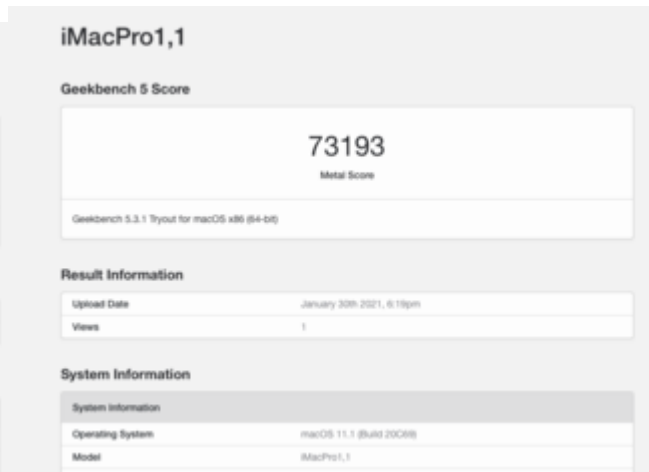 iMacPro1,1
Geekbench 5 Score
73193
Metal Score
Geekbench 5.3.1 Tryout for macOS x86 (64-bit)
Result Information
Upload Date January 30th 2021, 6:19pm
Views 1
System Information
System Information
Operating System macOS 11.1 (Build 20C69)
Model iMacPro1,1